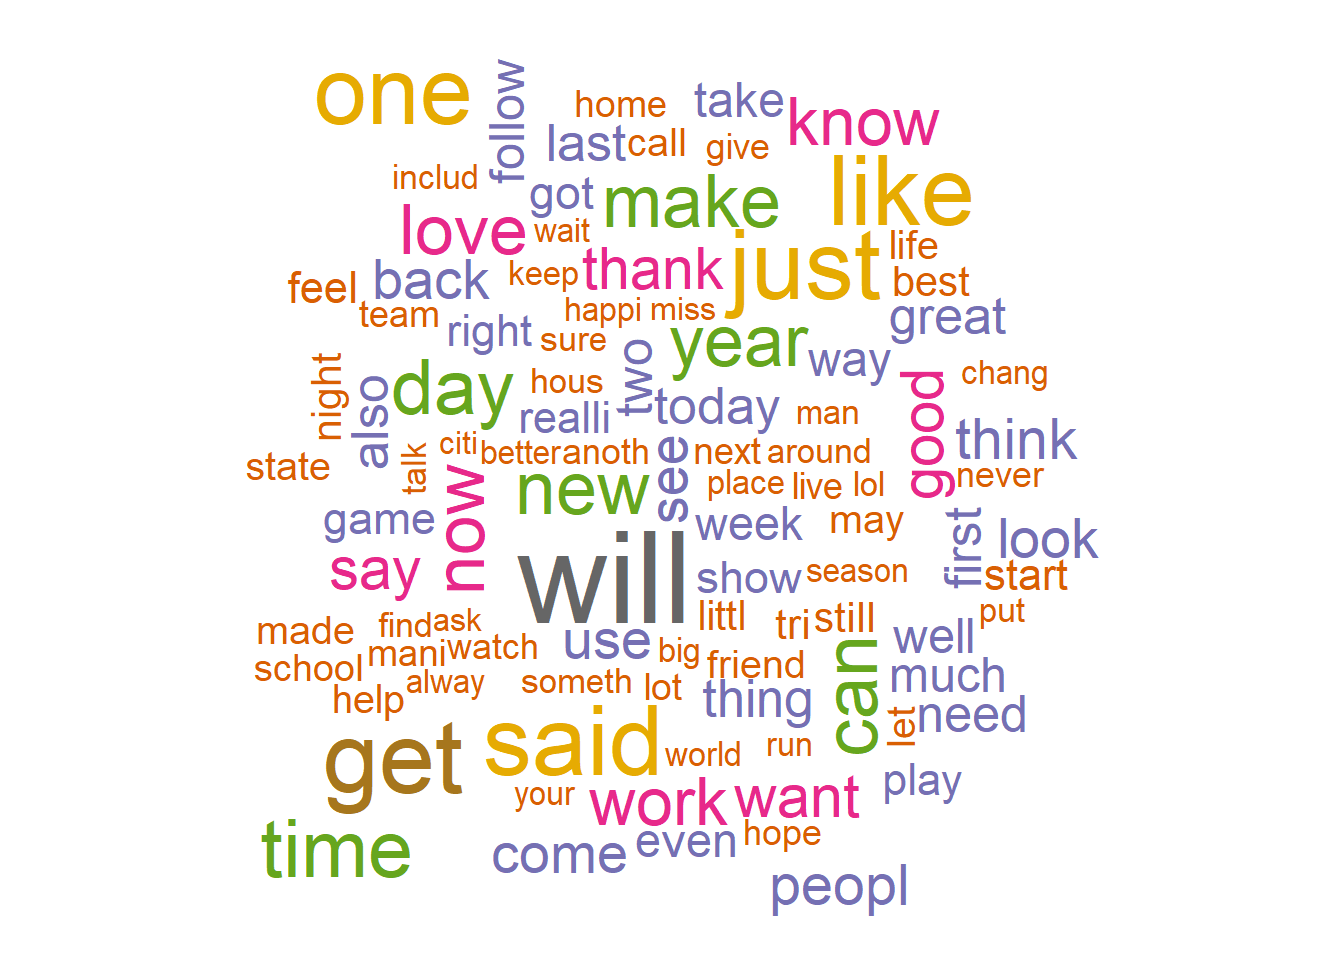 one
follow
home
take
know
last
call
give
includ
got
make
like
love
wait
thank
just
life
feel
back
keep
best
team
happi
miss
great
right
sure
year
way
night
also
day
hous
two
chang
realli
today
man
good
think
state
talk
citi
better
anoth
see
next
around
never
new
place
live
lol
game
now
week
may
first
look
say
will
show
season
start
made
find
ask
use
littl
tri
still
put
school
mani
watch
big
friend
can
well
much
help
alway
someth
lot
thing
let
need
get
said
world
run
your
work
want
play
time
come
even
hope
peopl